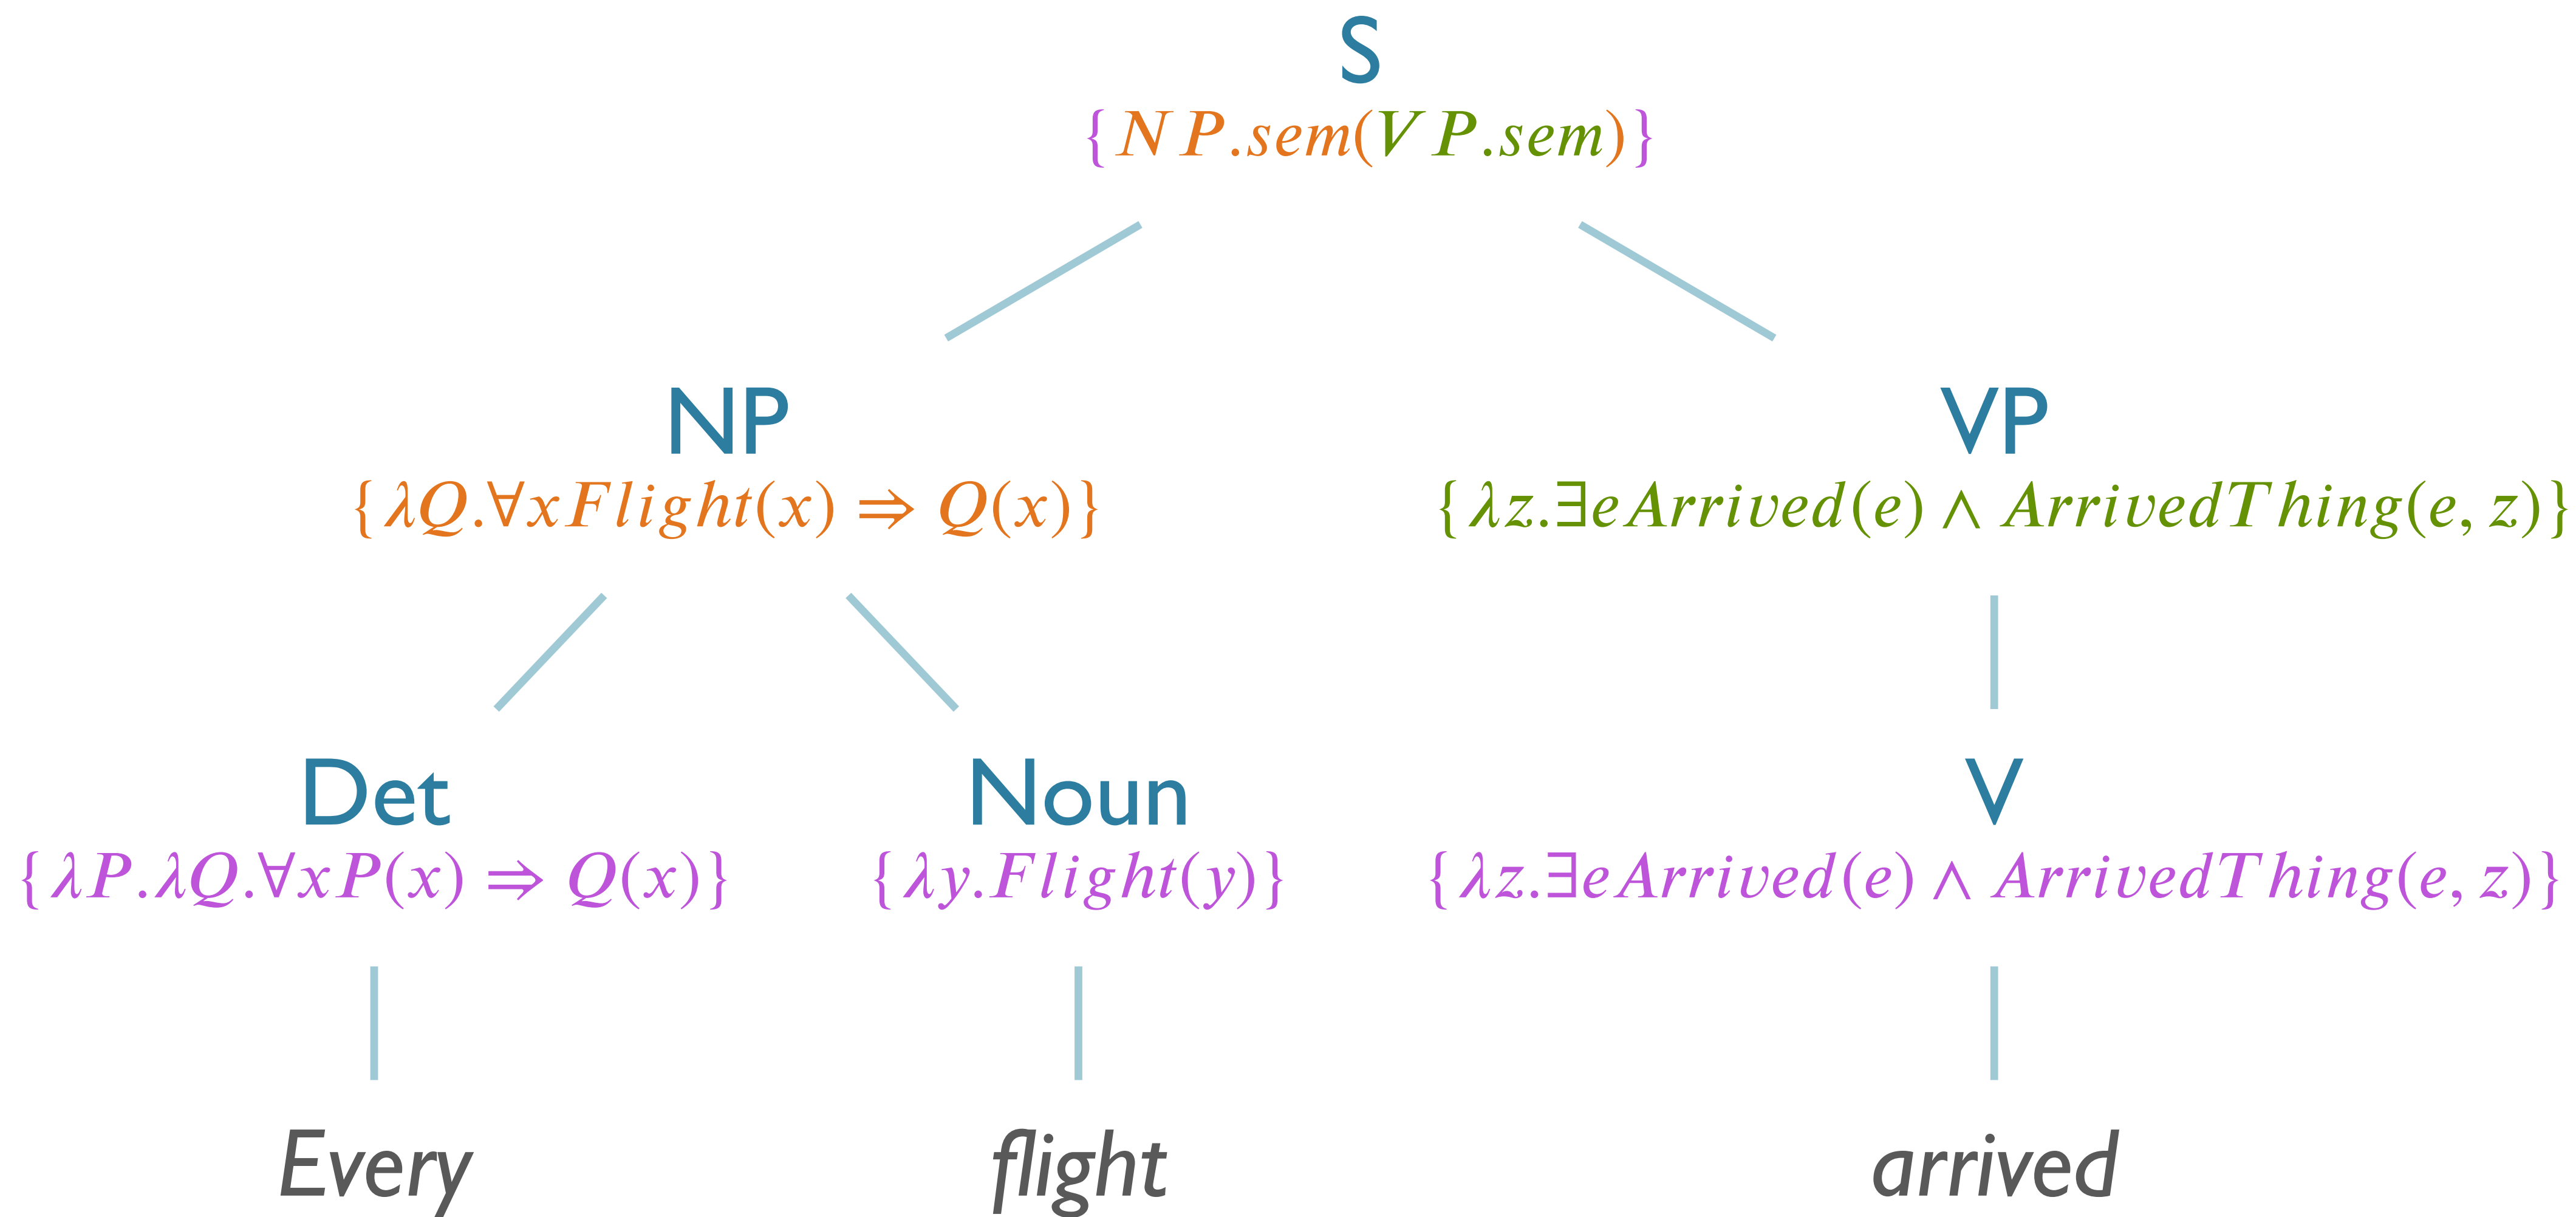 S
{NP.sem(VP.sem)}
NP VP
{λQ.∀xFlight(x) ⇒ Q(x)} {λz.∃eArrived(e) ∧ ArrivedThing(e, z)}
Det Noun V
{λP.λQ.∀xP(x) ⇒ Q(x)} {λy.Flight(y)} {λz.∃eArrived(e) ∧ ArrivedThing(e, z)}
Every flight arrived